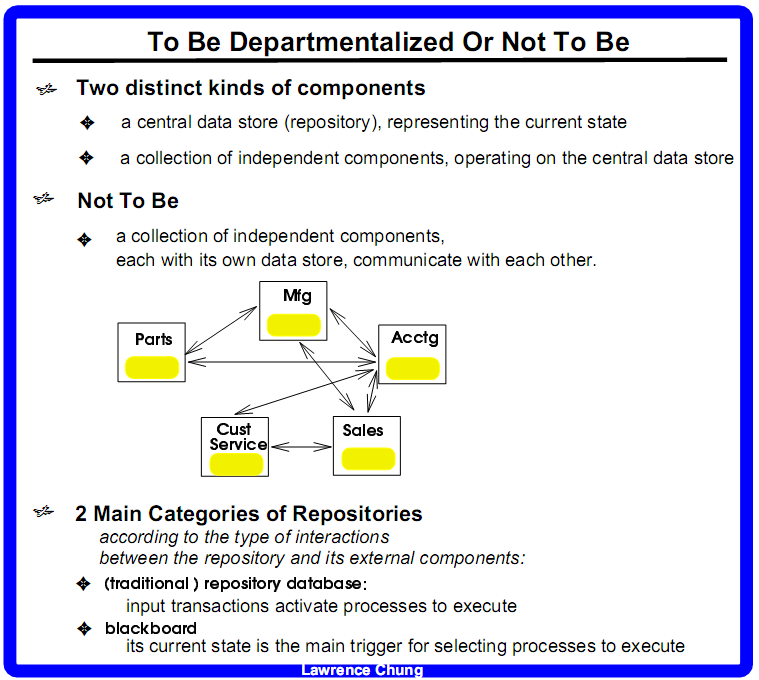 To Be Departmentalized Or Not To Be
Two distinct kinds of components
a central data store (repository), representing the current state
a collection of independent components, operating on the central data store
Not To Be
a collection of independent components,
each with its own data store, communicate with each other.
Mfg
Parts
Acctg
Cust
Service
Sales
2 Main Categories of Repositories
according to the type of interactions
between the repository and its external components:
(traditional ) repository database:
input transactions activate processes to execute
blackboard
its current state is the main trigger for selecting processes to execute
Lawrence Chung